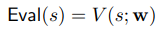 Eval(s) = V(s; w)